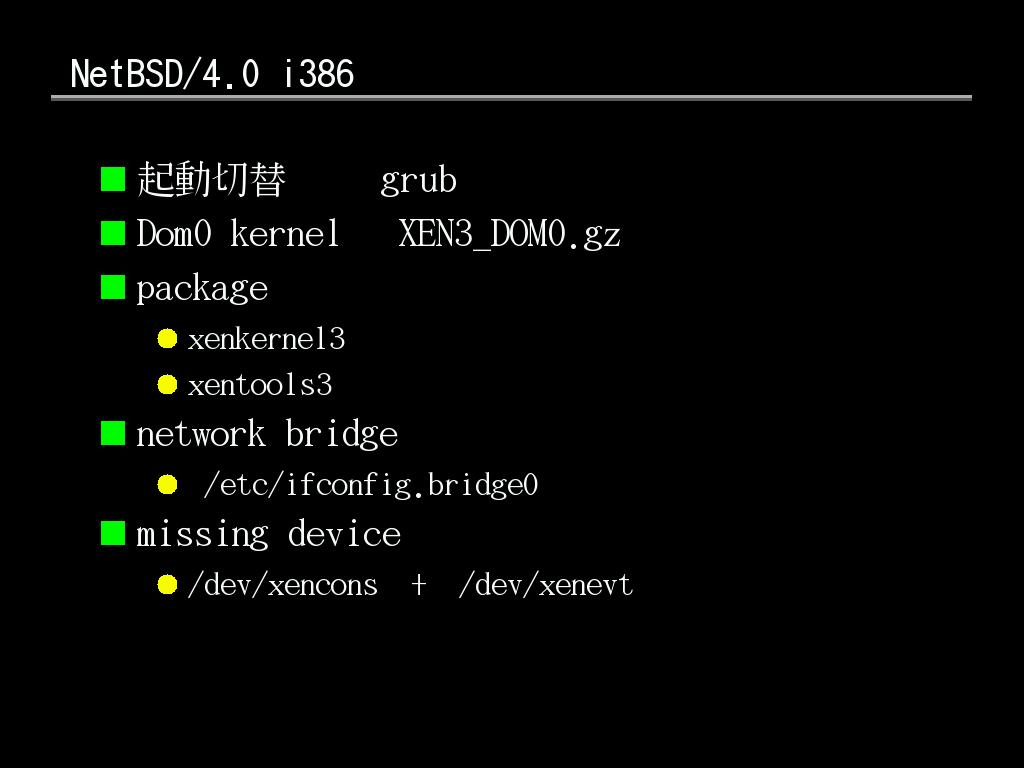 NetBSD/4.0 i386
起動切替 grub
Dom0 kernel XEN3_DOM0.gz
package
xenkernel3
xentools3
network bridge
/etc/ifconfig.bridge0
missing device
/dev/xencons + /dev/xenevt